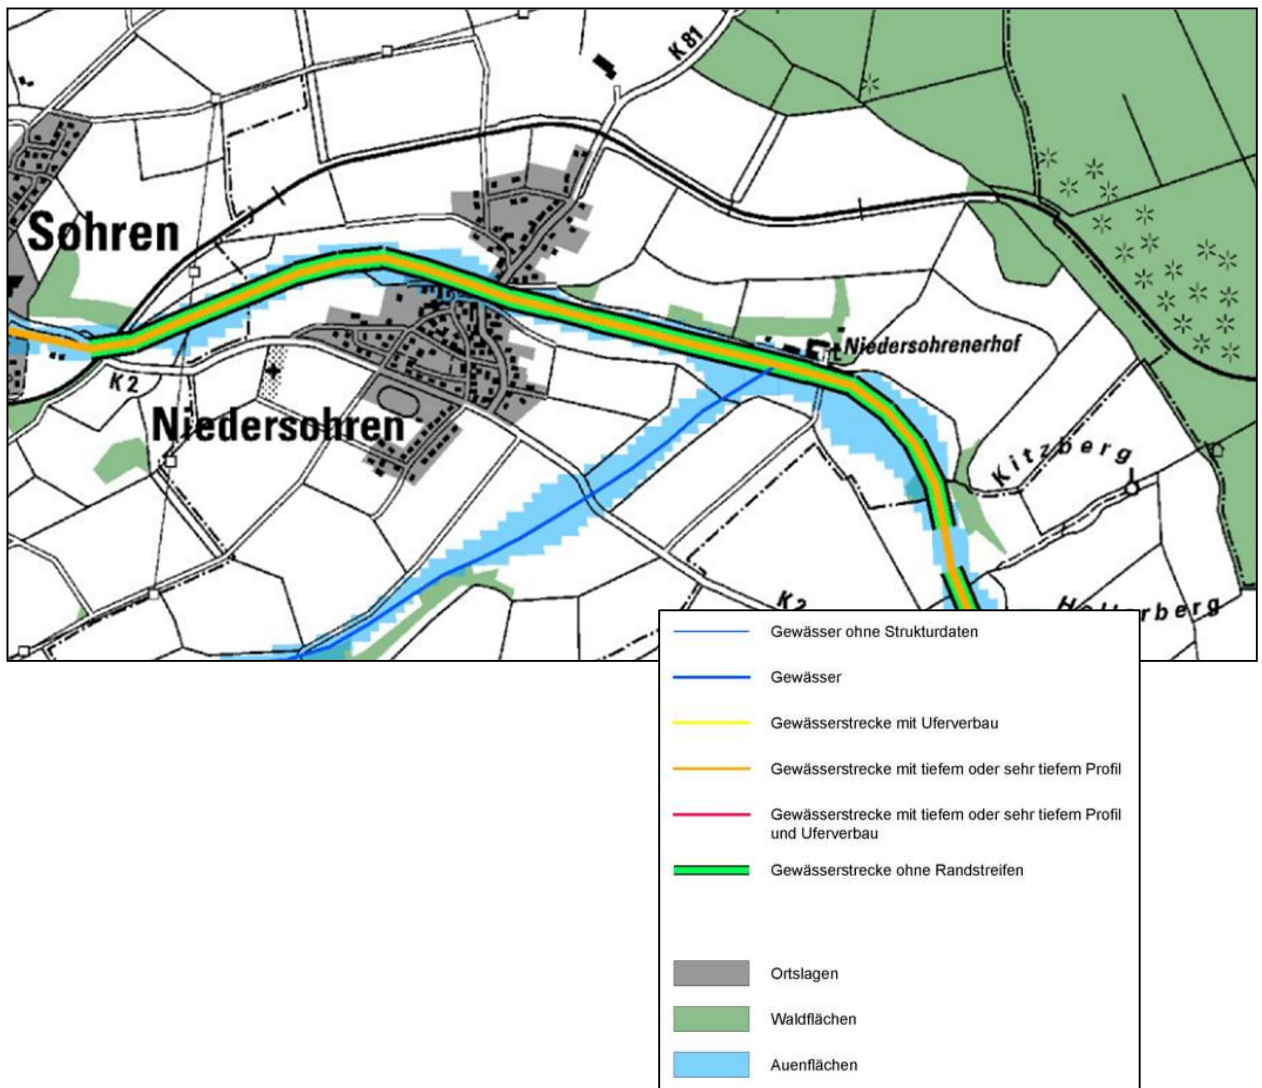 K 81
Sohren
Niedersohrenerhof
K 2
Niedersohren
Kitzberg
K 2
Gewässer ohne Strukturdaten
Gewässer
Gewässerstrecke mit Uferverbau
Gewässerstrecke mit tiefem oder sehr tiefem Profil
Gewässerstrecke mit tiefem oder sehr tiefem Profil
und Uferverbau
Gewässerstrecke ohne Randstreifen
Ortslagen
Waldflächen
Auenflächen